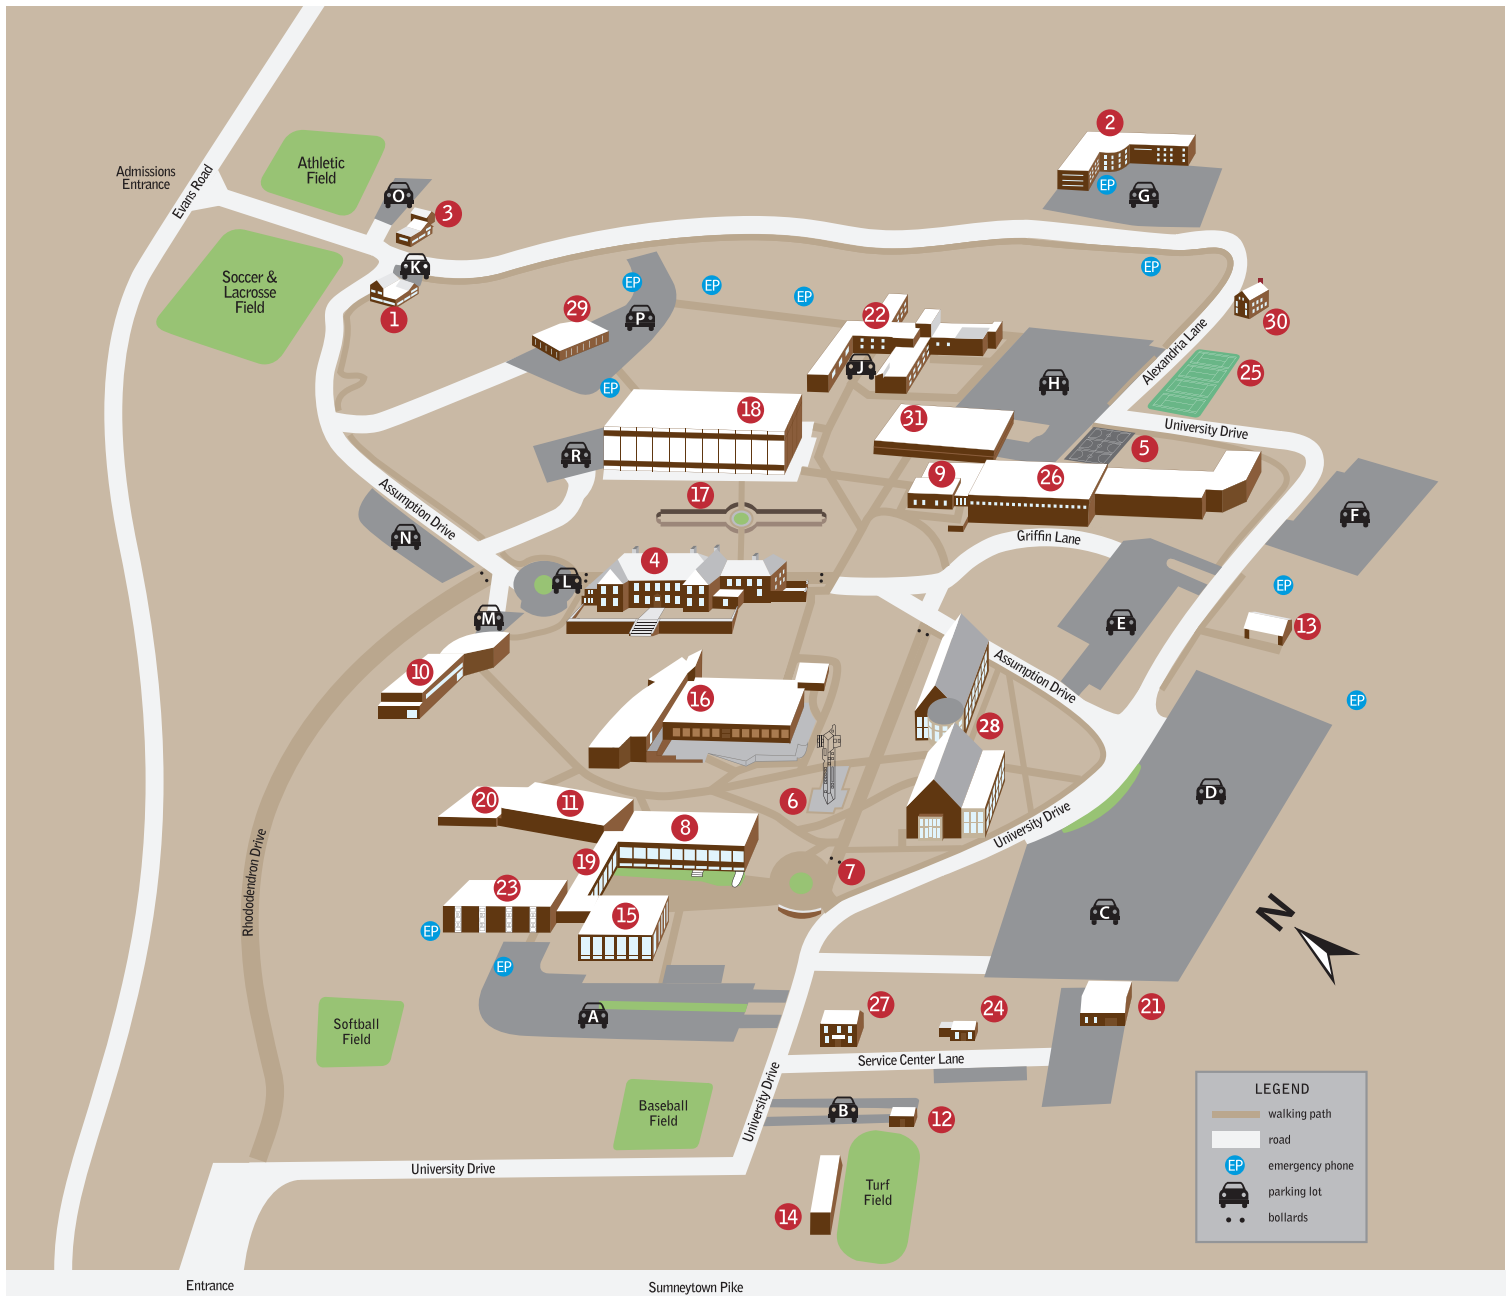 2
Admissions
Entrance
Evans Road
Athletic
Field
O
3
EP
G
K
Soccer &
Lacrosse
Field
1
EP
EP
EP
EP
30
29
P
22
Alexandria Lane
J
H
25
EP
18
31
University Drive
5
R
9
26
17
Assumption Drive
N
Griffin Lane
F
4
L
EP
M
E
13
10
Assumption Drive
16
28
EP
20
11
6
D
8
University Drive
Rhododendron Drive
19
7
23
15
C
N
EP
EP
A
27
24
21
Softball
Field
Service Center Lane
Baseball
Field
University Drive
B
12
LEGEND
walking path
road
EP
emergency phone
parking lot
bollards
University Drive
Turf
Field
14
Entrance
Sumneytown Pike